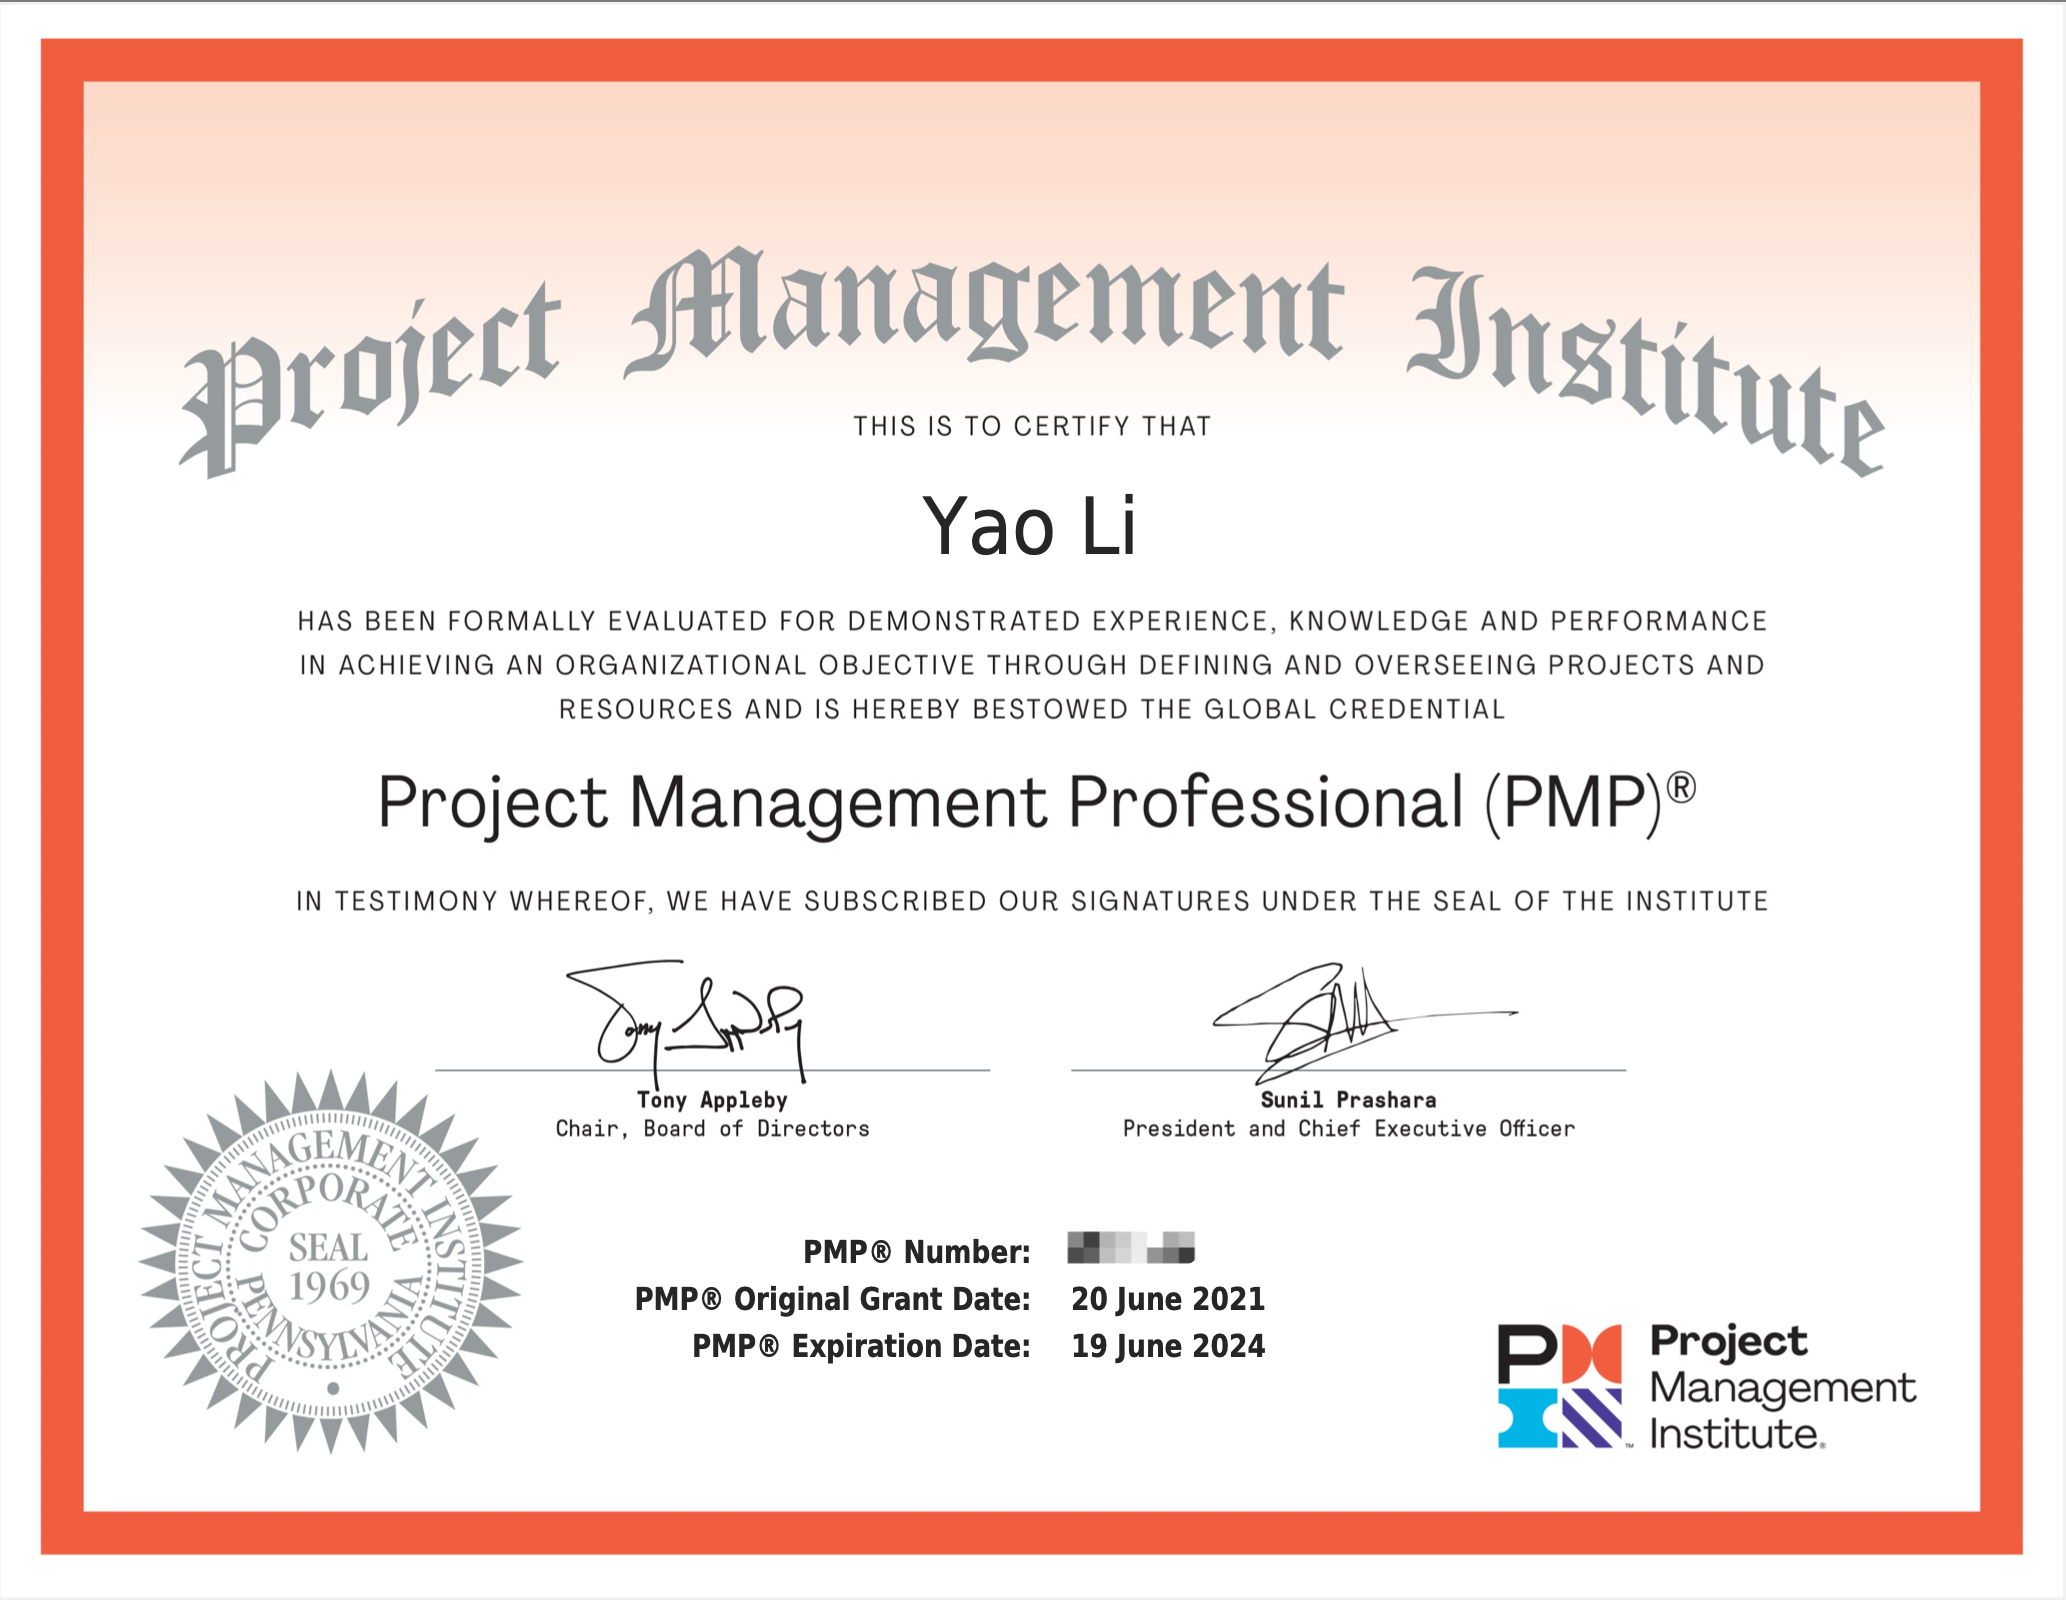 Project Management Institute
THIS IS TO CERTIFY THAT
Yao Li
HAS BEEN FORMALLY EVALUATED FOR DEMONSTRATED EXPERIENCE, KNOWLEDGE AND PERFORMANCE
IN ACHIEVING AN ORGANIZATIONAL OBJECTIVE THROUGH DEFINING AND OVERSEEING PROJECTS AND
RESOURCES AND IS HEREBY BESTOWED THE GLOBAL CREDENTIAL
Project Management Professional (PMP)®
IN TESTIMONY WHEREOF, WE HAVE SUBSCRIBED OUR SIGNATURES UNDER THE SEAL OF THE INSTITUTE
Tony Appleby
Chair, Board of Directors
Sunil Prashara
President and Chief Executive Officer
PROJECT MANAGEMENT INSTITUTE
CORPORATE
SEAL
1969
PENNSYLVANIA
PMP® Number:
PMP® Original Grant Date: 20 June 2021
PMP® Expiration Date: 19 June 2024
PMI™
Project
Management
Institute®